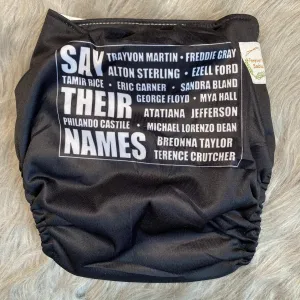 SAY TRAYVON MARTIN • FREDDIE GRAY
ALTON STERLING • EZELL FORD
TAMIR RICE • ERIC GARNER • SANDRA BLAND
THEIR GEORGE FLOYD • MYA HALL
ATATIANA JEFFERSON
PHILANDO CASTILE • MICHAEL LORENZO DEAN
NAMES BREONNA TAYLOR
TERENCE CRUTCHER